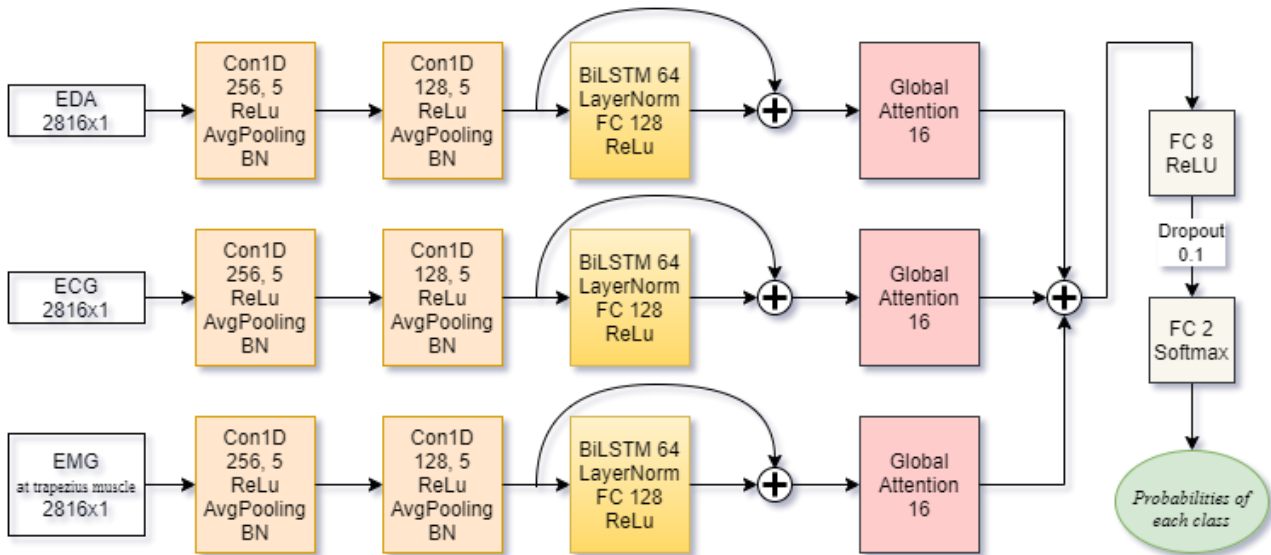 EDA
2816x1
Con1D
256, 5
ReLu
AvgPooling
BN
Con1D
128, 5
ReLu
AvgPooling
BN
BiLSTM 64
LayerNorm
FC 128
ReLu
Global
Attention
16
ECG
2816x1
Con1D
256, 5
ReLu
AvgPooling
BN
Con1D
128, 5
ReLu
AvgPooling
BN
BiLSTM 64
LayerNorm
FC 128
ReLu
Global
Attention
16
EMG
at trapezius muscle
2816x1
Con1D
256, 5
ReLu
AvgPooling
BN
Con1D
128, 5
ReLu
AvgPooling
BN
BiLSTM 64
LayerNorm
FC 128
ReLu
Global
Attention
16
FC 8
ReLU
Dropout
0.1
FC 2
Softmax
Probabilities of
each class